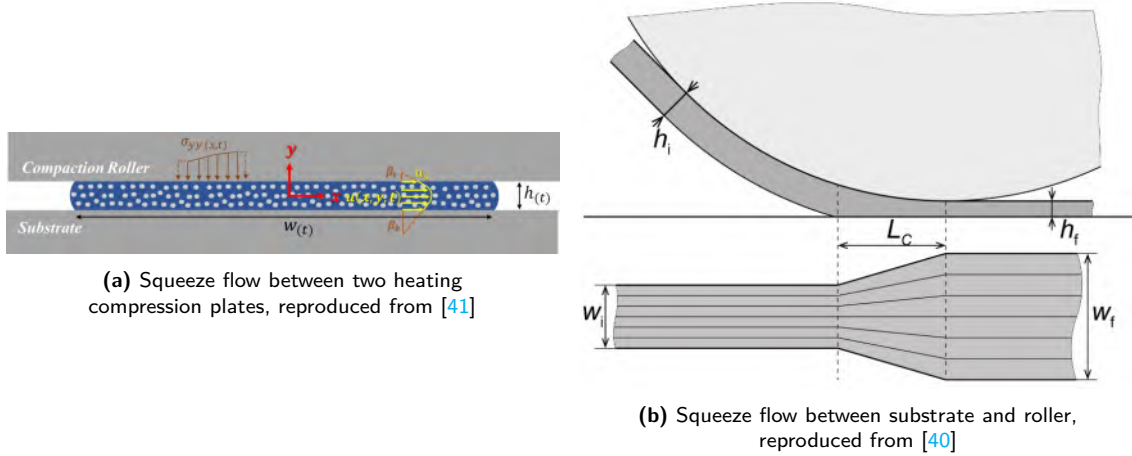 σyy(x,t)
Compaction Roller
y
x
h(t)
w(t)
Substrate
(a) Squeeze flow between two heating
compression plates, reproduced from [41]
hi
LC
hf
wi
wf
(b) Squeeze flow between substrate and roller,
reproduced from [40]